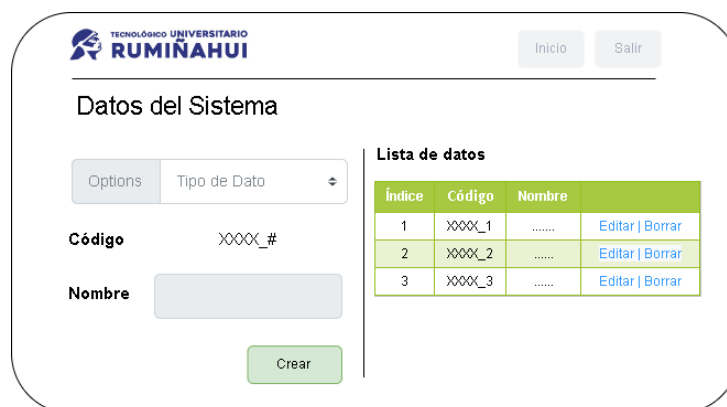 TECNOLÓGICO UNIVERSITARIO
RUMIÑAHUI
Inicio Salir
Datos del Sistema
Options Tipo de Dato
Código XXXX_#
Nombre
Crear
Lista de datos
Índice Código Nombre
1 XXXX_1 ....... Editar | Borrar
2 XXXX_2 ...... Editar | Borrar
3 XXXX_3 ...... Editar | Borrar